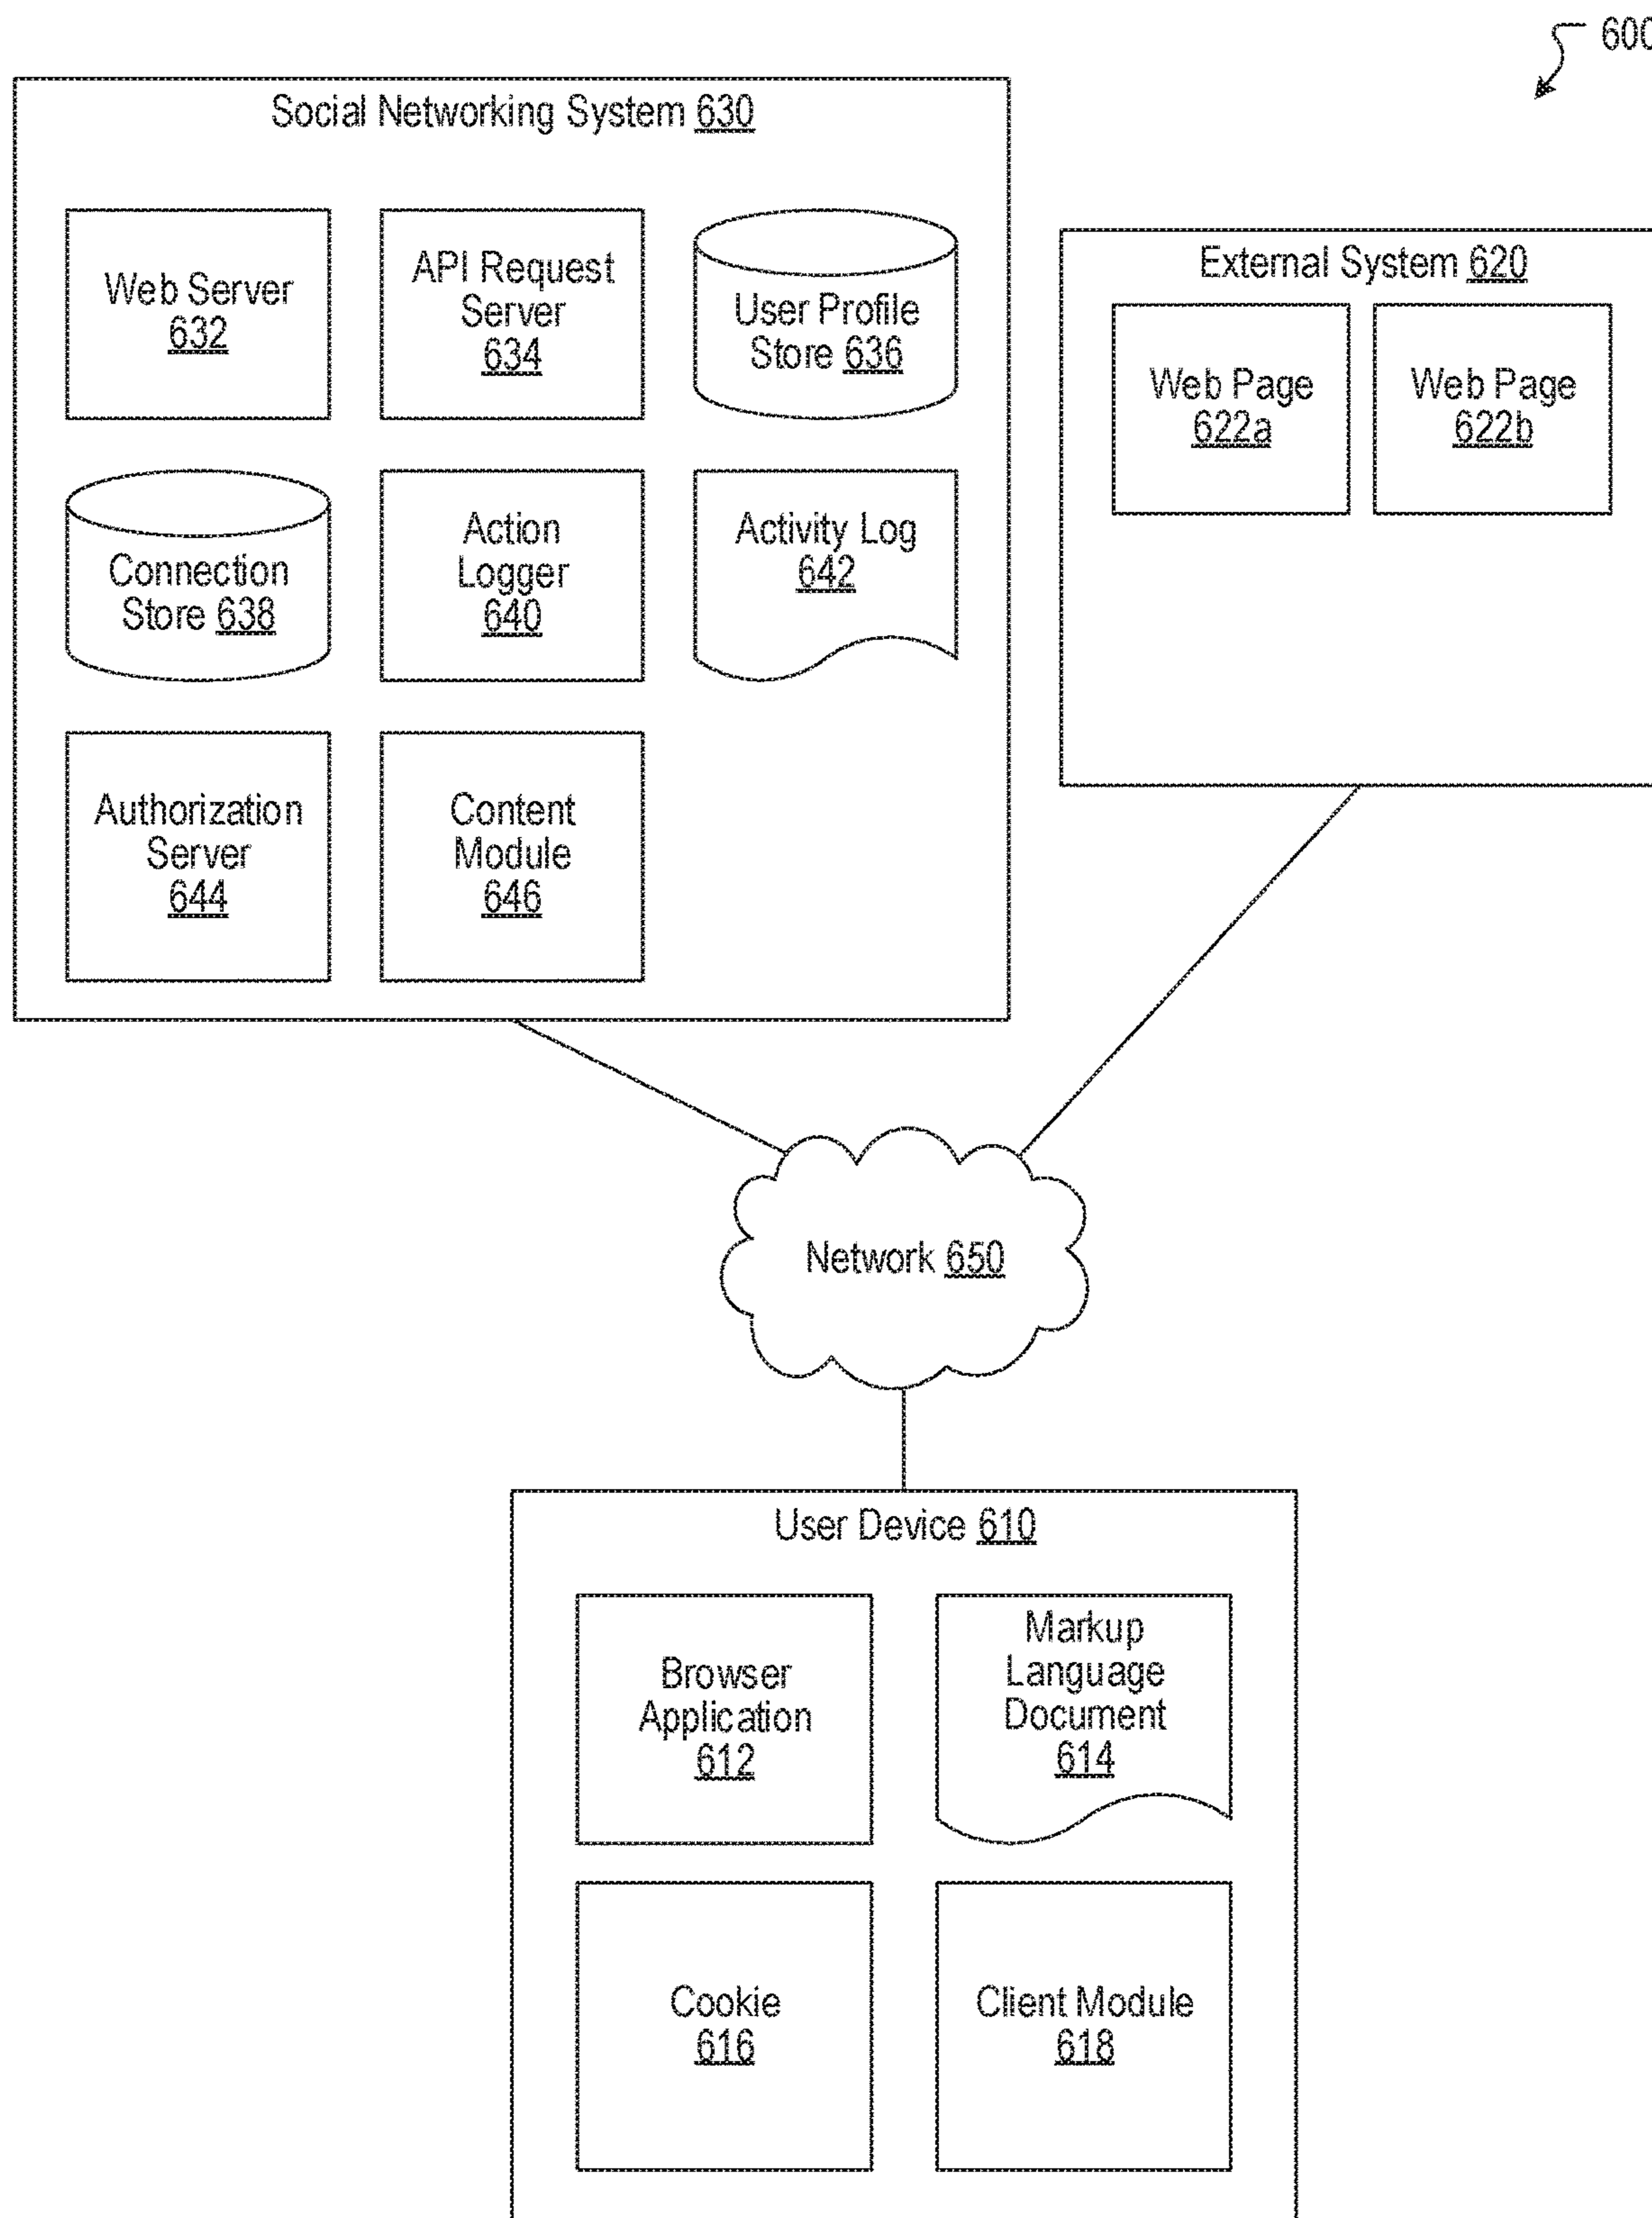 600
Social Networking System 630
Web Server
632
API Request
Server
634
User Profile
Store 636
Connection
Store 638
Action
Logger
640
Activity Log
642
Authorization
Server
644
Content
Module
646
External System 620
Web Page
622a
Web Page
622b
Network 650
User Device 610
Browser
Application
612
Markup
Language
Document
614
Cookie
616
Client Module
618